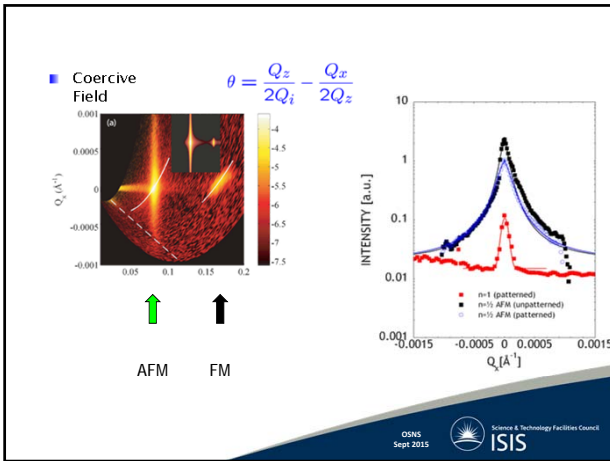 Coercive
Field
θ = Q_z/2Q_i − Q_x/2Q_z
(a)
0.001
0.0005
0
-0.0005
-0.001
Q_x (Å⁻¹)
0.05
0.1
0.15
0.2
-4
-4.5
-5
-5.5
-6
-6.5
-7
-7.5
AFM
FM
10
1
0.1
0.01
0.001
INTENSITY [a.u.]
n=1 (patterned)
n=½ AFM (unpatterned)
n=½ AFM (patterned)
-0.0015
-0.0005
0
0.0005
0.0015
Q_x[Å⁻¹]
OSNS
Sept 2015
Science & Technology Facilities Council
ISIS